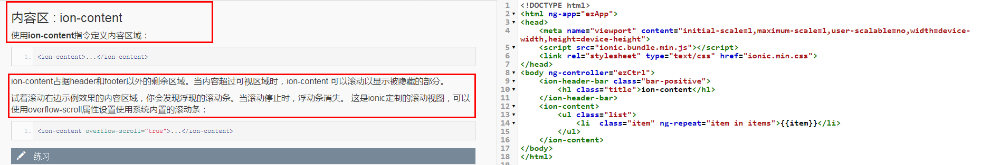 内容区 : ion-content
使用ion-content指令定义内容区域：
1. <ion-content>...</ion-content>
ion-content占据header和footer以外的剩余区域。当内容超过可视区域时，ion-content 可以滚动以显示被隐藏的部分。
试着滚动右边示例效果的内容区域，你会发现浮现的滚动条。当滚动停止时，浮动条消失。 这是ionic定制的滚动视图，可以
使用overflow-scroll属性设置使用系统内置的滚动条：
1. <ion-content overflow-scroll="true">...</ion-content>
练习
1 <!DOCTYPE html>
2 <html ng-app="ezApp">
3 <head>
4 <meta name="viewport" content="initial-scale=1,maximum-scale=1,user-scalable=no,width=device-
width,height=device-height">
5 <script src="ionic.bundle.min.js"></script>
6 <link rel="stylesheet" type="text/css" href="ionic.min.css">
7 </head>
8 <body ng-controller="ezCtrl">
9 <ion-header-bar class="bar-positive">
10 <h1 class="title">ion-content</h1>
11 </ion-header-bar>
12 <ion-content>
13 <ul class="list">
14 <li  class="item" ng-repeat="item in items">{{item}}</li>
15 </ul>
16 </ion-content>
17 </body>
18 </html>